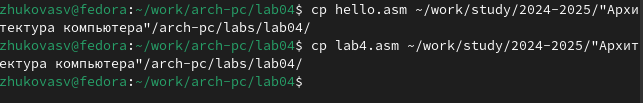 zhukovasv@fedora:~/work/arch-pc/lab04$ cp hello.asm ~/work/study/2024-2025/"Архи
тектура компьютера"/arch-pc/labs/lab04/
zhukovasv@fedora:~/work/arch-pc/lab04$ cp lab4.asm ~/work/study/2024-2025/"Архит
ектура компьютера"/arch-pc/labs/lab04/
zhukovasv@fedora:~/work/arch-pc/lab04$